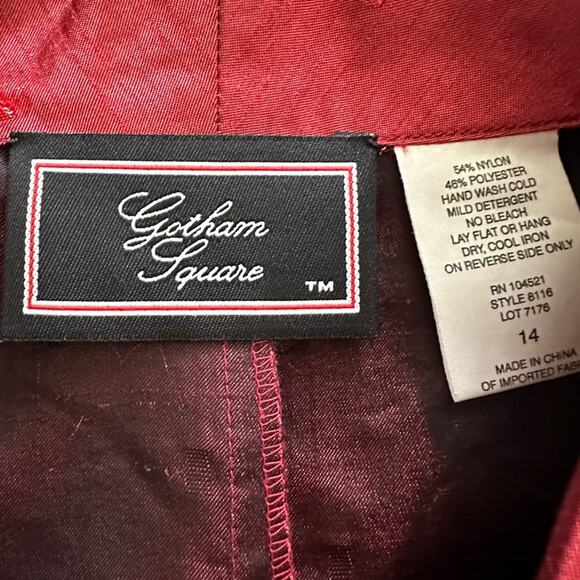 Gotham
Square
TM
54% NYLON
46% POLYESTER
HAND WASH COLD
MILD DETERGENT
NO BLEACH
LAY FLAT OR HANG
DRY, COOL IRON
ON REVERSE SIDE ONLY
RN 104521
STYLE 8116
LOT 7176
14
MADE IN CHINA
OF IMPORTED FAB